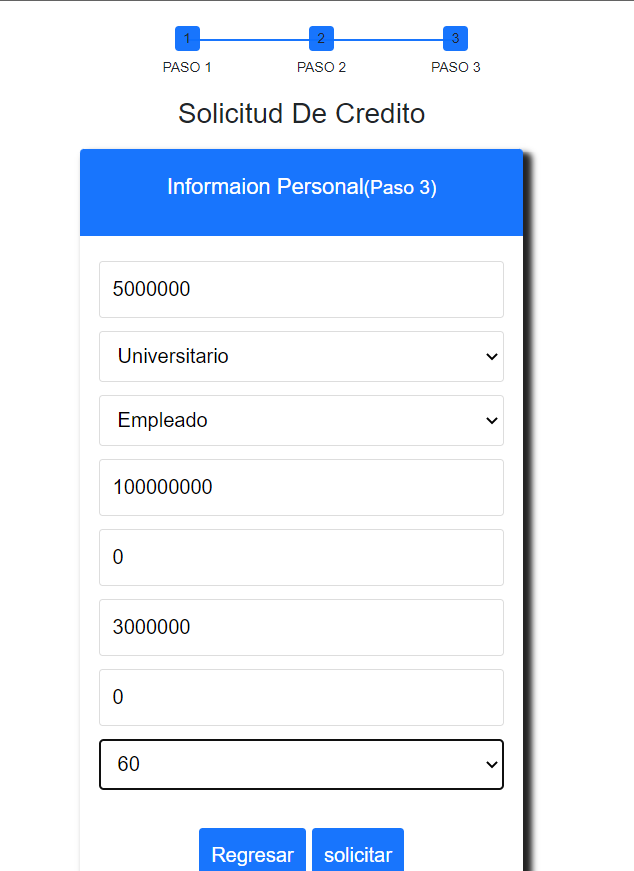 1 2 3
PASO 1 PASO 2 PASO 3
Solicitud De Credito
Informaion Personal(Paso 3)
5000000
Universitario
Empleado
100000000
0
3000000
0
60
Regresar solicitar